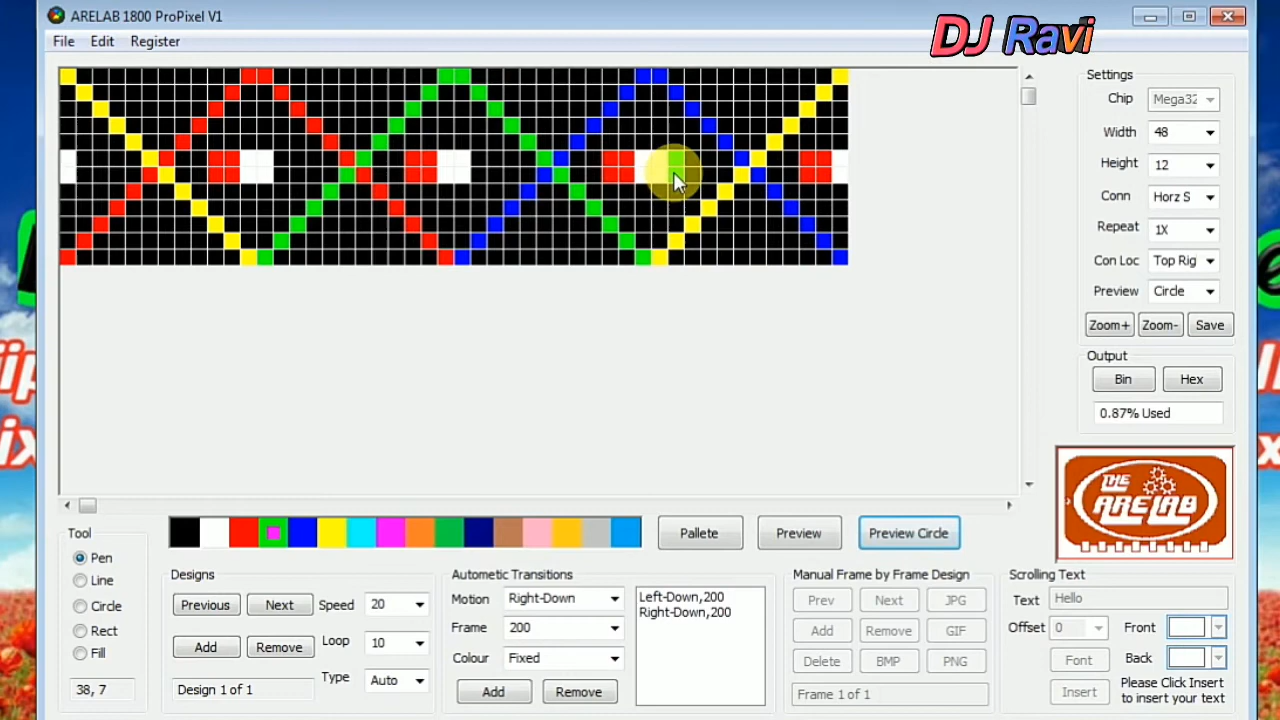 ARELAB 1800 ProPixel V1
DJ Ravi
File Edit Register
Settings
Chip Mega32
Width 48
Height 12
Conn Horz S
Repeat 1X
Con Loc Top Rig
Preview Circle
Zoom+ Zoom- Save
Output
Bin Hex
0.87% Used
THE ARELAB
Pallete Preview Preview Circle
Tool
Pen
Line
Circle
Rect
Fill
38, 7
Designs
Previous Next Speed 20
Add Remove Loop 10
Type Auto
Design 1 of 1
Automatic Transitions
Motion Right-Down
Frame 200
Colour Fixed
Add Remove
Left-Down,200
Right-Down,200
Manual Frame by Frame Design
Prev Next JPG
Add Remove GIF
Delete BMP PNG
Frame 1 of 1
Scrolling Text
Text Hello
Offset 0 Front
Font Back
Insert Please Click Insert
to insert your text